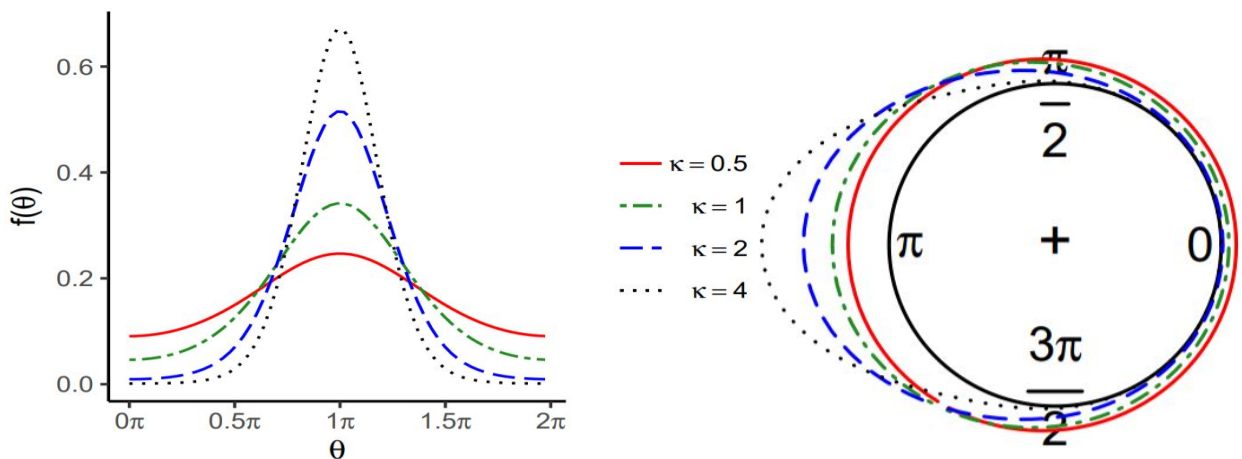 f(θ)
0.6
0.4
0.2
0.0
0π 0.5π 1π 1.5π 2π
θ
κ = 0.5
κ = 1
κ = 2
κ = 4
π
2
π + 0
3π
2